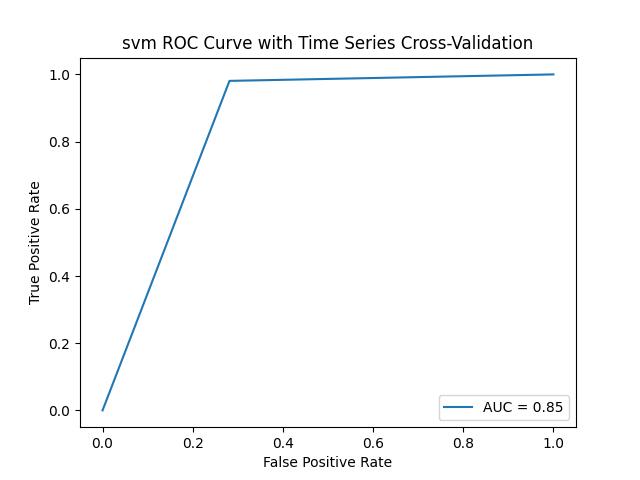 svm ROC Curve with Time Series Cross-Validation
1.0
0.8
0.6
0.4
0.2
0.0
True Positive Rate
AUC = 0.85
0.0 0.2 0.4 0.6 0.8 1.0
False Positive Rate